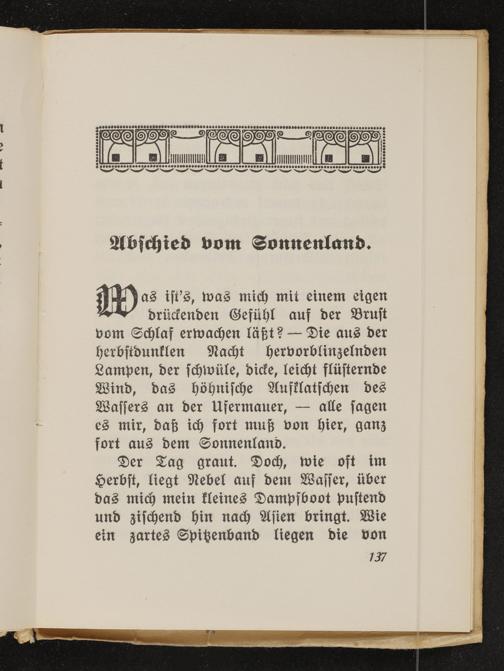 Abschied vom Sonnenland.
Was ist's, was mich mit einem eigen
drückenden Gefühl auf der Brust
vom Schlaf erwachen läßt? — Die aus der
herbstdunklen Nacht hervorblinzelnden
Lampen, der schwüle, dicke, leicht flüsternde
Wind, das höhnische Aufklatschen des
Wassers an der Ufermauer, — alle sagen
es mir, daß ich fort muß von hier, ganz
fort aus dem Sonnenland.
Der Tag graut. Doch, wie oft im
Herbst, liegt Nebel auf dem Wasser, über
das mich mein kleines Dampfboot pustend
und zischend hin nach Asien bringt. Wie
ein zartes Spitzenband liegen die von
137